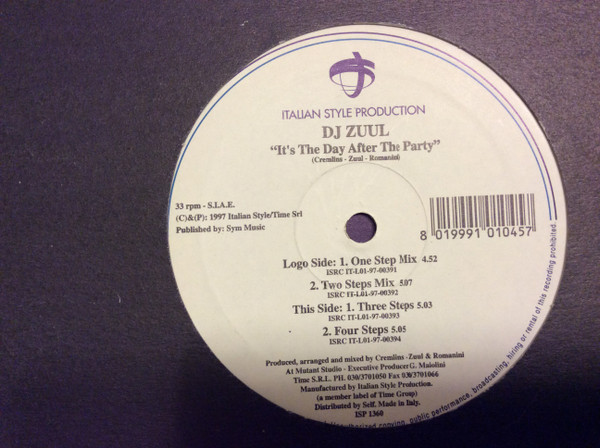 ITALIAN STYLE PRODUCTION
DJ ZUUL
“It's The Day After The Party”
(Cremlius - Zuul - Romanini)
33 rpm - S.I.A.E.
(C)&(P): 1997 Italian Style/Time Srl
Published by: Sym Music
8 019991 010457
Logo Side: 1. One Step Mix 4.52
ISRC IT-L01-97-00391
2. Two Steps Mix 5.07
ISRC IT-L01-97-00392
This Side: 1. Three Steps 5.03
ISRC IT-L01-97-00393
2. Four Steps 5.05
ISRC IT-L01-97-00394
Produced, arranged and mixed by Cremlius -Zuul & Romanini
At Mutant Studio - Executive Producer G. Maiolini
Time S.R.L. PH. 030/3701050 Fax 030/3701066
Manufactured by Italian Style Protuction.
(a member label of Time Group)
Distributed by Self. Made in Italy.
ISP 1360
copying, public performance, broadcasting, hiring or rental of this recording prohibited.